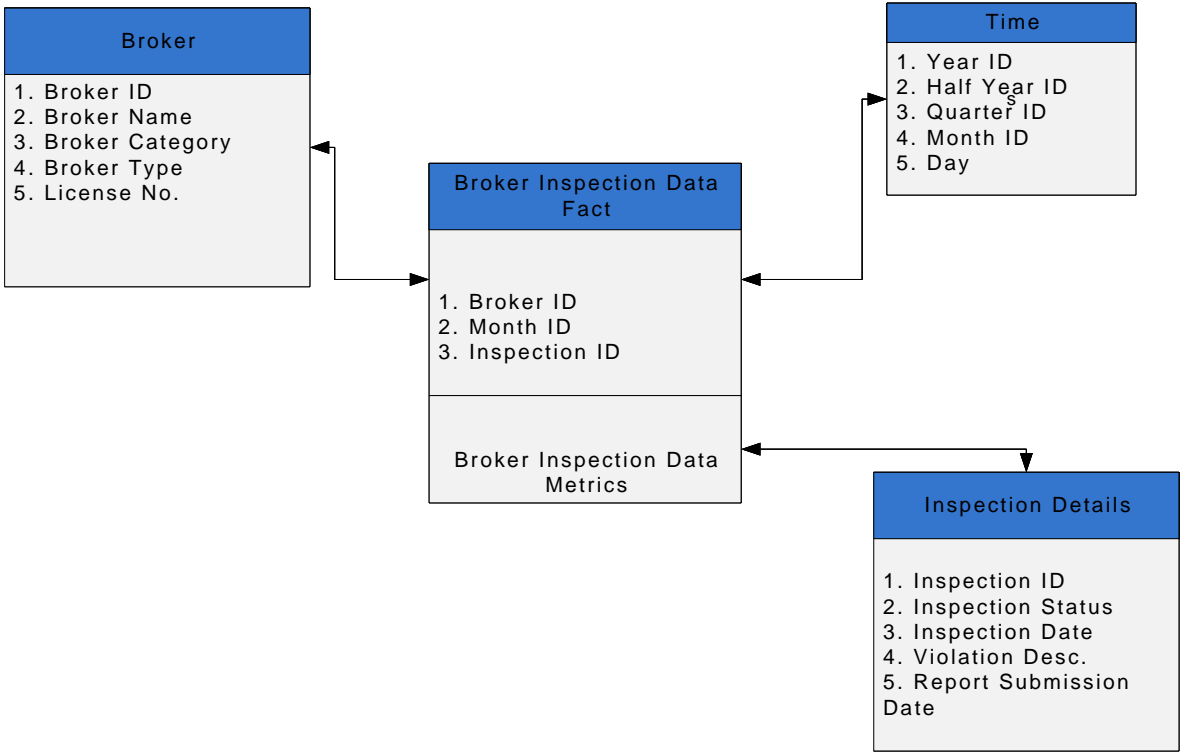 Broker
1. Broker ID
2. Broker Name
3. Broker Category
4. Broker Type
5. License No.
Time
1. Year ID
2. Half Year ID
s
3. Quarter ID
4. Month ID
5. Day
Broker Inspection Data
Fact
1. Broker ID
2. Month ID
3. Inspection ID
Broker Inspection Data
Metrics
Inspection Details
1. Inspection ID
2. Inspection Status
3. Inspection Date
4. Violation Desc.
5. Report Submission
Date